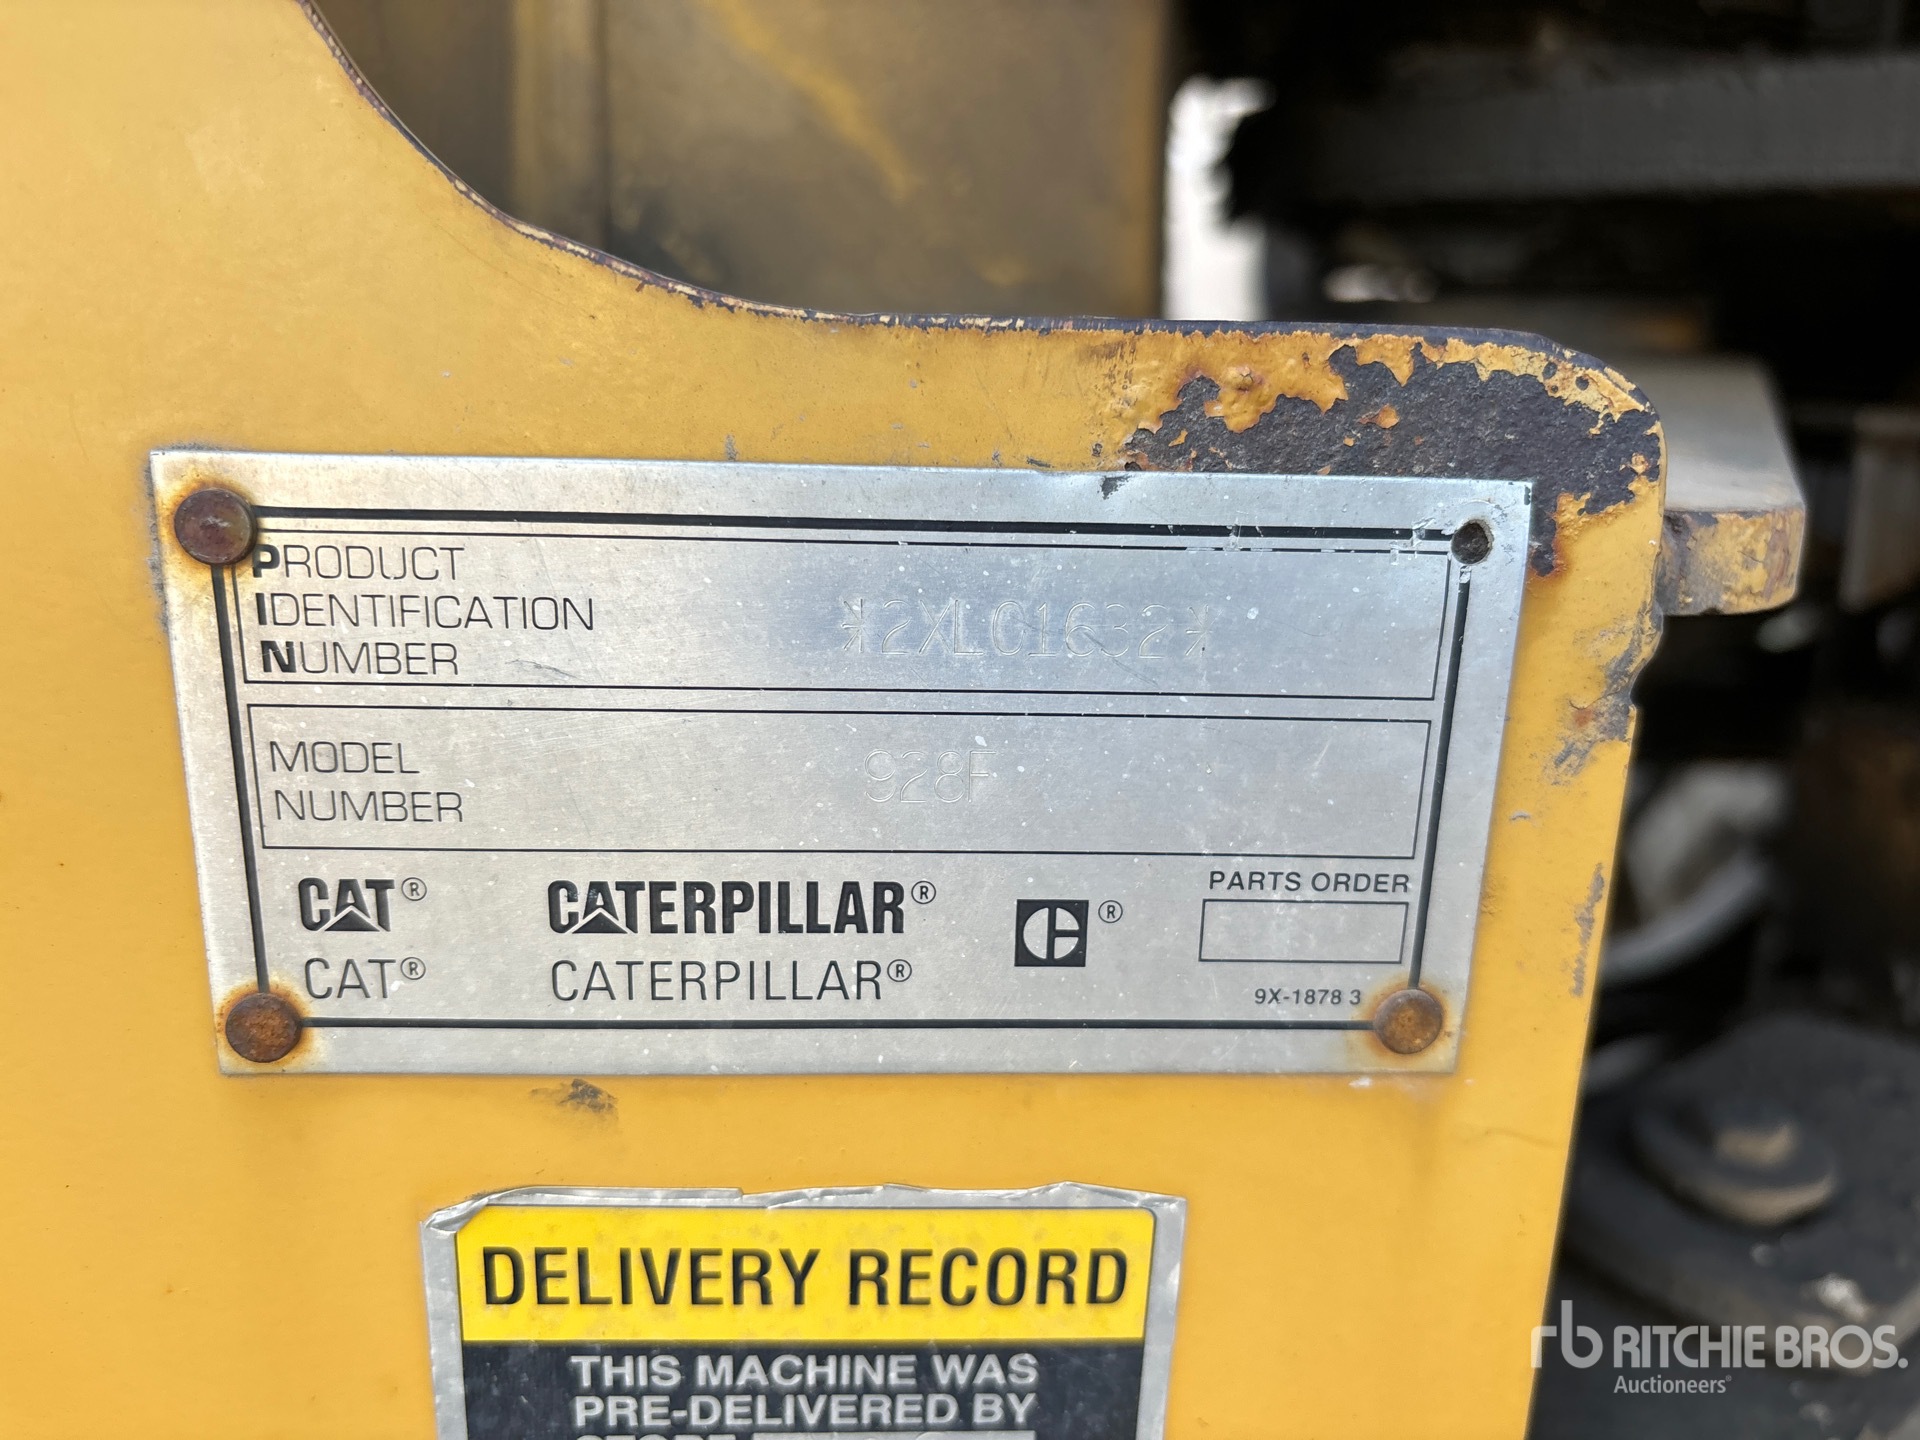 PRODUCT
IDENTIFICATION
NUMBER
*2XL01632*
MODEL
NUMBER
928F
CAT® CATERPILLAR® ®
CAT® CATERPILLAR®
PARTS ORDER
9X-1878 3
DELIVERY RECORD
THIS MACHINE WAS
PRE-DELIVERED BY
rb RITCHIE BROS.
Auctioneers®